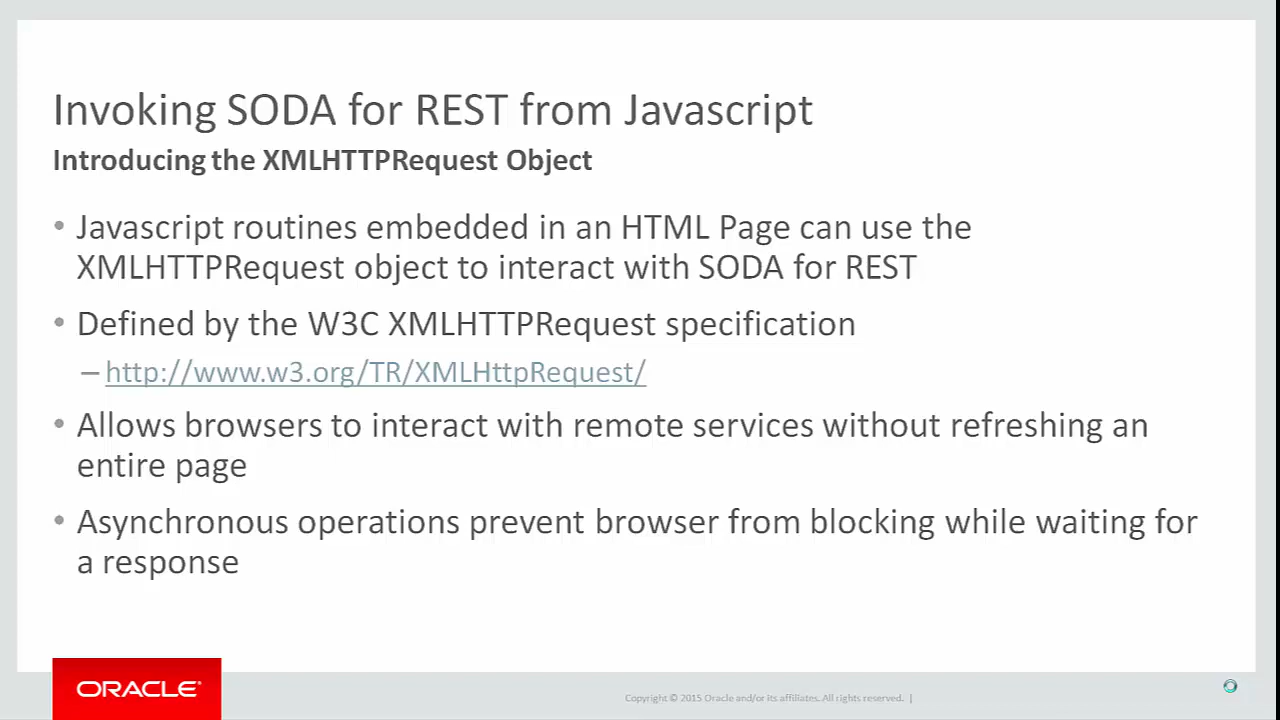 Invoking SODA for REST from Javascript
Introducing the XMLHTTPRequest Object
• Javascript routines embedded in an HTML Page can use the
XMLHTTPRequest object to interact with SODA for REST
• Defined by the W3C XMLHTTPRequest specification
– http://www.w3.org/TR/XMLHttpRequest/
• Allows browsers to interact with remote services without refreshing an
entire page
• Asynchronous operations prevent browser from blocking while waiting for
a response
ORACLE®
Copyright © 2015 Oracle and/or its affiliates. All rights reserved. |